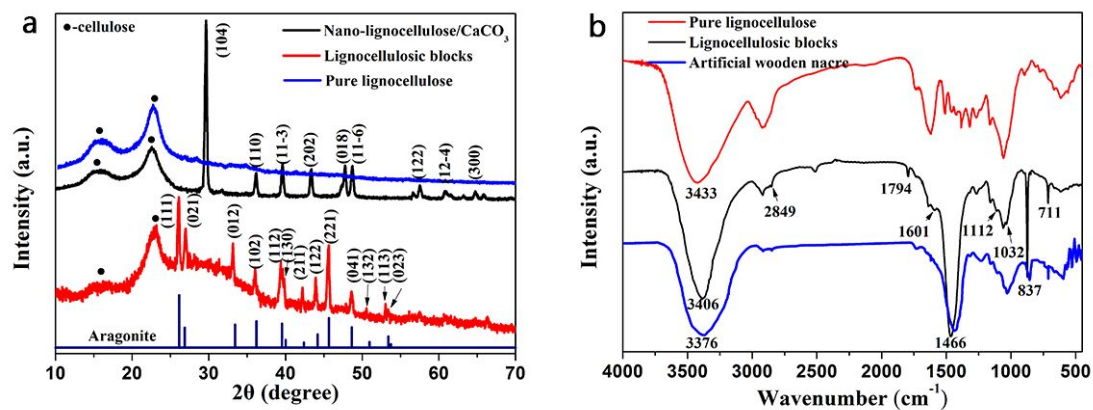 a
●-cellulose
Nano-lignocellulose/CaCO3
Lignocellulosic blocks
Pure lignocellulose
(104)
(110)
(11-3)
(202)
(018)
(11-6)
(122)
(12-4)
(300)
(111)
(021)
(012)
(102)
(112)
(130)
(211)
(122)
(221)
(041)
(132)
(113)
(023)
Aragonite
Intensity (a.u.)
10 20 30 40 50 60 70
2θ (degree)
b
Pure lignocellulose
Lignocellulosic blocks
Artificial wooden nacre
3433
2849
1794
1601
1112
1032
711
3406
837
3376
1466
Intensity (a.u.)
4000 3500 3000 2500 2000 1500 1000 500
Wavenumber (cm-1)